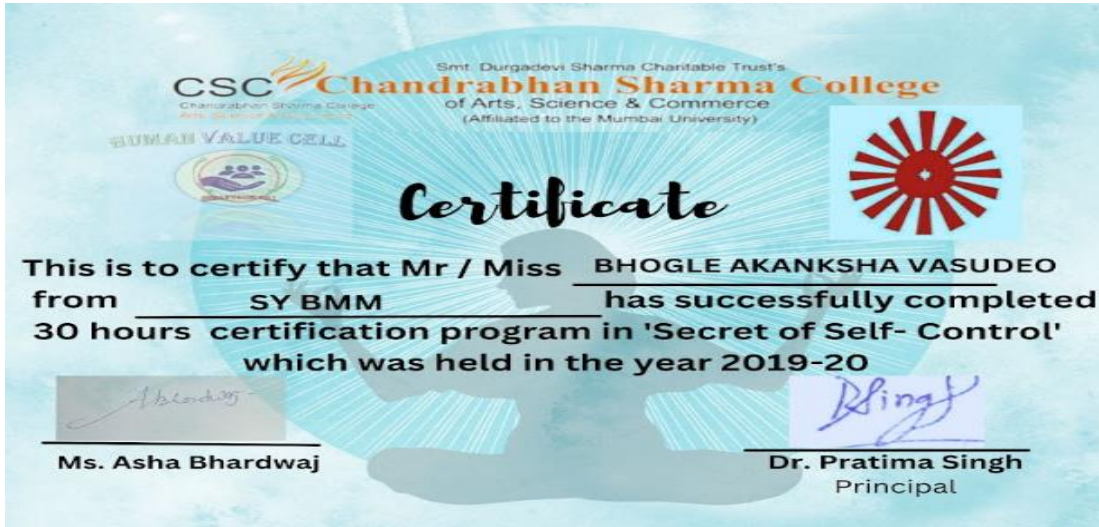 Smt. Durgadevi Sharma Charitable Trust's
CSC Chandrabhan Sharma College
Chandrabhan Sharma College
of Arts, Science & Commerce
(Affiliated to the Mumbai University)
HUMAN VALUE CELL
Certificate
This is to certify that Mr / Miss BHOGLE AKANKSHA VASUDEO
from SY BMM has successfully completed
30 hours certification program in 'Secret of Self- Control'
which was held in the year 2019-20
Abhardwaj
PSingh
Ms. Asha Bhardwaj
Dr. Pratima Singh
Principal